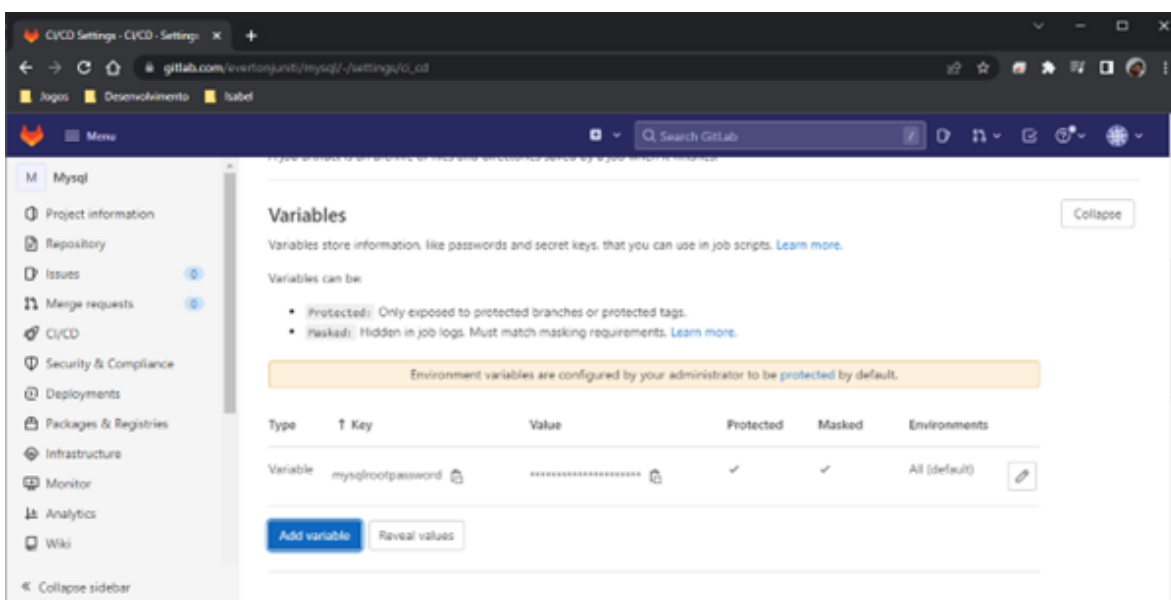 CI/CD Settings - CI/CD - Settings
gitlab.com/evertonjuniti/mysql/-/settings/ci_cd
Jogos Desenvolvimento Isabel
Menu
Search GitLab
/
M Mysql
Project information
Repository
Issues 0
Merge requests 0
CI/CD
Security & Compliance
Deployments
Packages & Registries
Infrastructure
Monitor
Analytics
Wiki
Collapse sidebar
Variables
Collapse
Variables store information, like passwords and secret keys, that you can use in job scripts. Learn more.
Variables can be:
Protected: Only exposed to protected branches or protected tags.
Masked: Hidden in job logs. Must match masking requirements. Learn more.
Environment variables are configured by your administrator to be protected by default.
Type ↑ Key Value Protected Masked Environments
Variable mysqlrootpassword ********************* All (default)
Add variable Reveal values